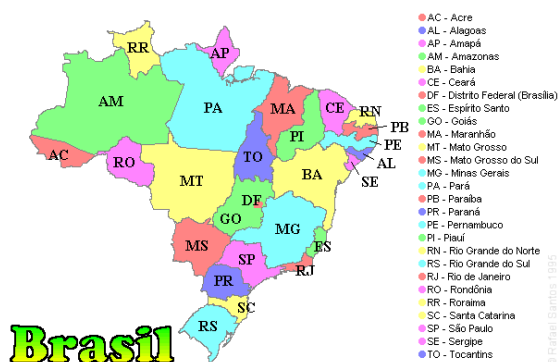 RR
AP
AM
PA
MA
CE
RN
PB
PE
AL
SE
PI
AC
RO
TO
BA
MT
DF
GO
MG
ES
MS
SP
RJ
PR
SC
RS
Brasil
AC - Acre
AL - Alagoas
AP - Amapá
AM - Amazonas
BA - Bahia
CE - Ceará
DF - Distrito Federal (Brasília)
ES - Espírito Santo
GO - Goiás
MA - Maranhão
MT - Mato Grosso
MS - Mato Grosso do Sul
MG - Minas Gerais
PA - Pará
PB - Paraíba
PR - Paraná
PE - Pernambuco
PI - Piauí
RN - Rio Grande do Norte
RS - Rio Grande do Sul
RJ - Rio de Janeiro
RO - Rondônia
RR - Roraima
SC - Santa Catarina
SP - São Paulo
SE - Sergipe
TO - Tocantins
Rafael Santos 1995